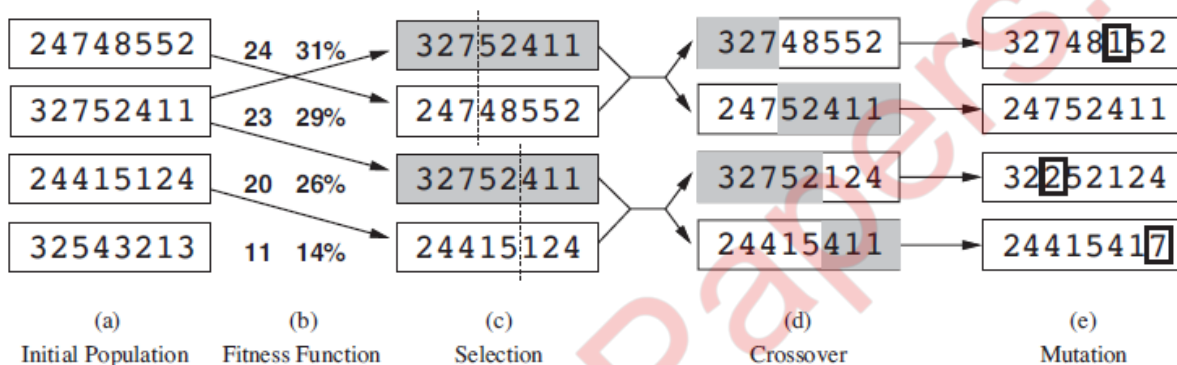 24748552 24 31% 32752411 32748552 32748152
32752411 23 29% 24748552 24752411 24752411
24415124 20 26% 32752411 32752124 32252124
32543213 11 14% 24415124 24415411 24415417
(a) (b) (c) (d) (e)
Initial Population Fitness Function Selection Crossover Mutation
Papers.